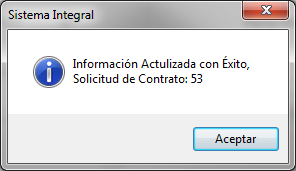 Sistema Integral
Información Actulizada con Éxito,
Solicitud de Contrato: 53
Aceptar